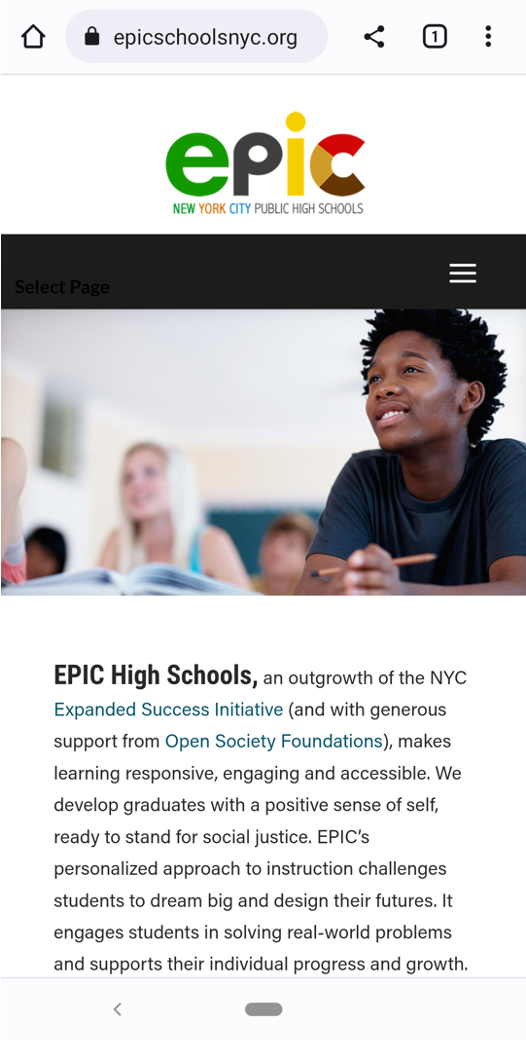 epicschoolsnyc.org
1
epic
NEW YORK CITY PUBLIC HIGH SCHOOLS
Select Page
EPIC High Schools, an outgrowth of the NYC
Expanded Success Initiative (and with generous
support from Open Society Foundations), makes
learning responsive, engaging and accessible. We
develop graduates with a positive sense of self,
ready to stand for social justice. EPIC’s
personalized approach to instruction challenges
students to dream big and design their futures. It
engages students in solving real-world problems
and supports their individual progress and growth.